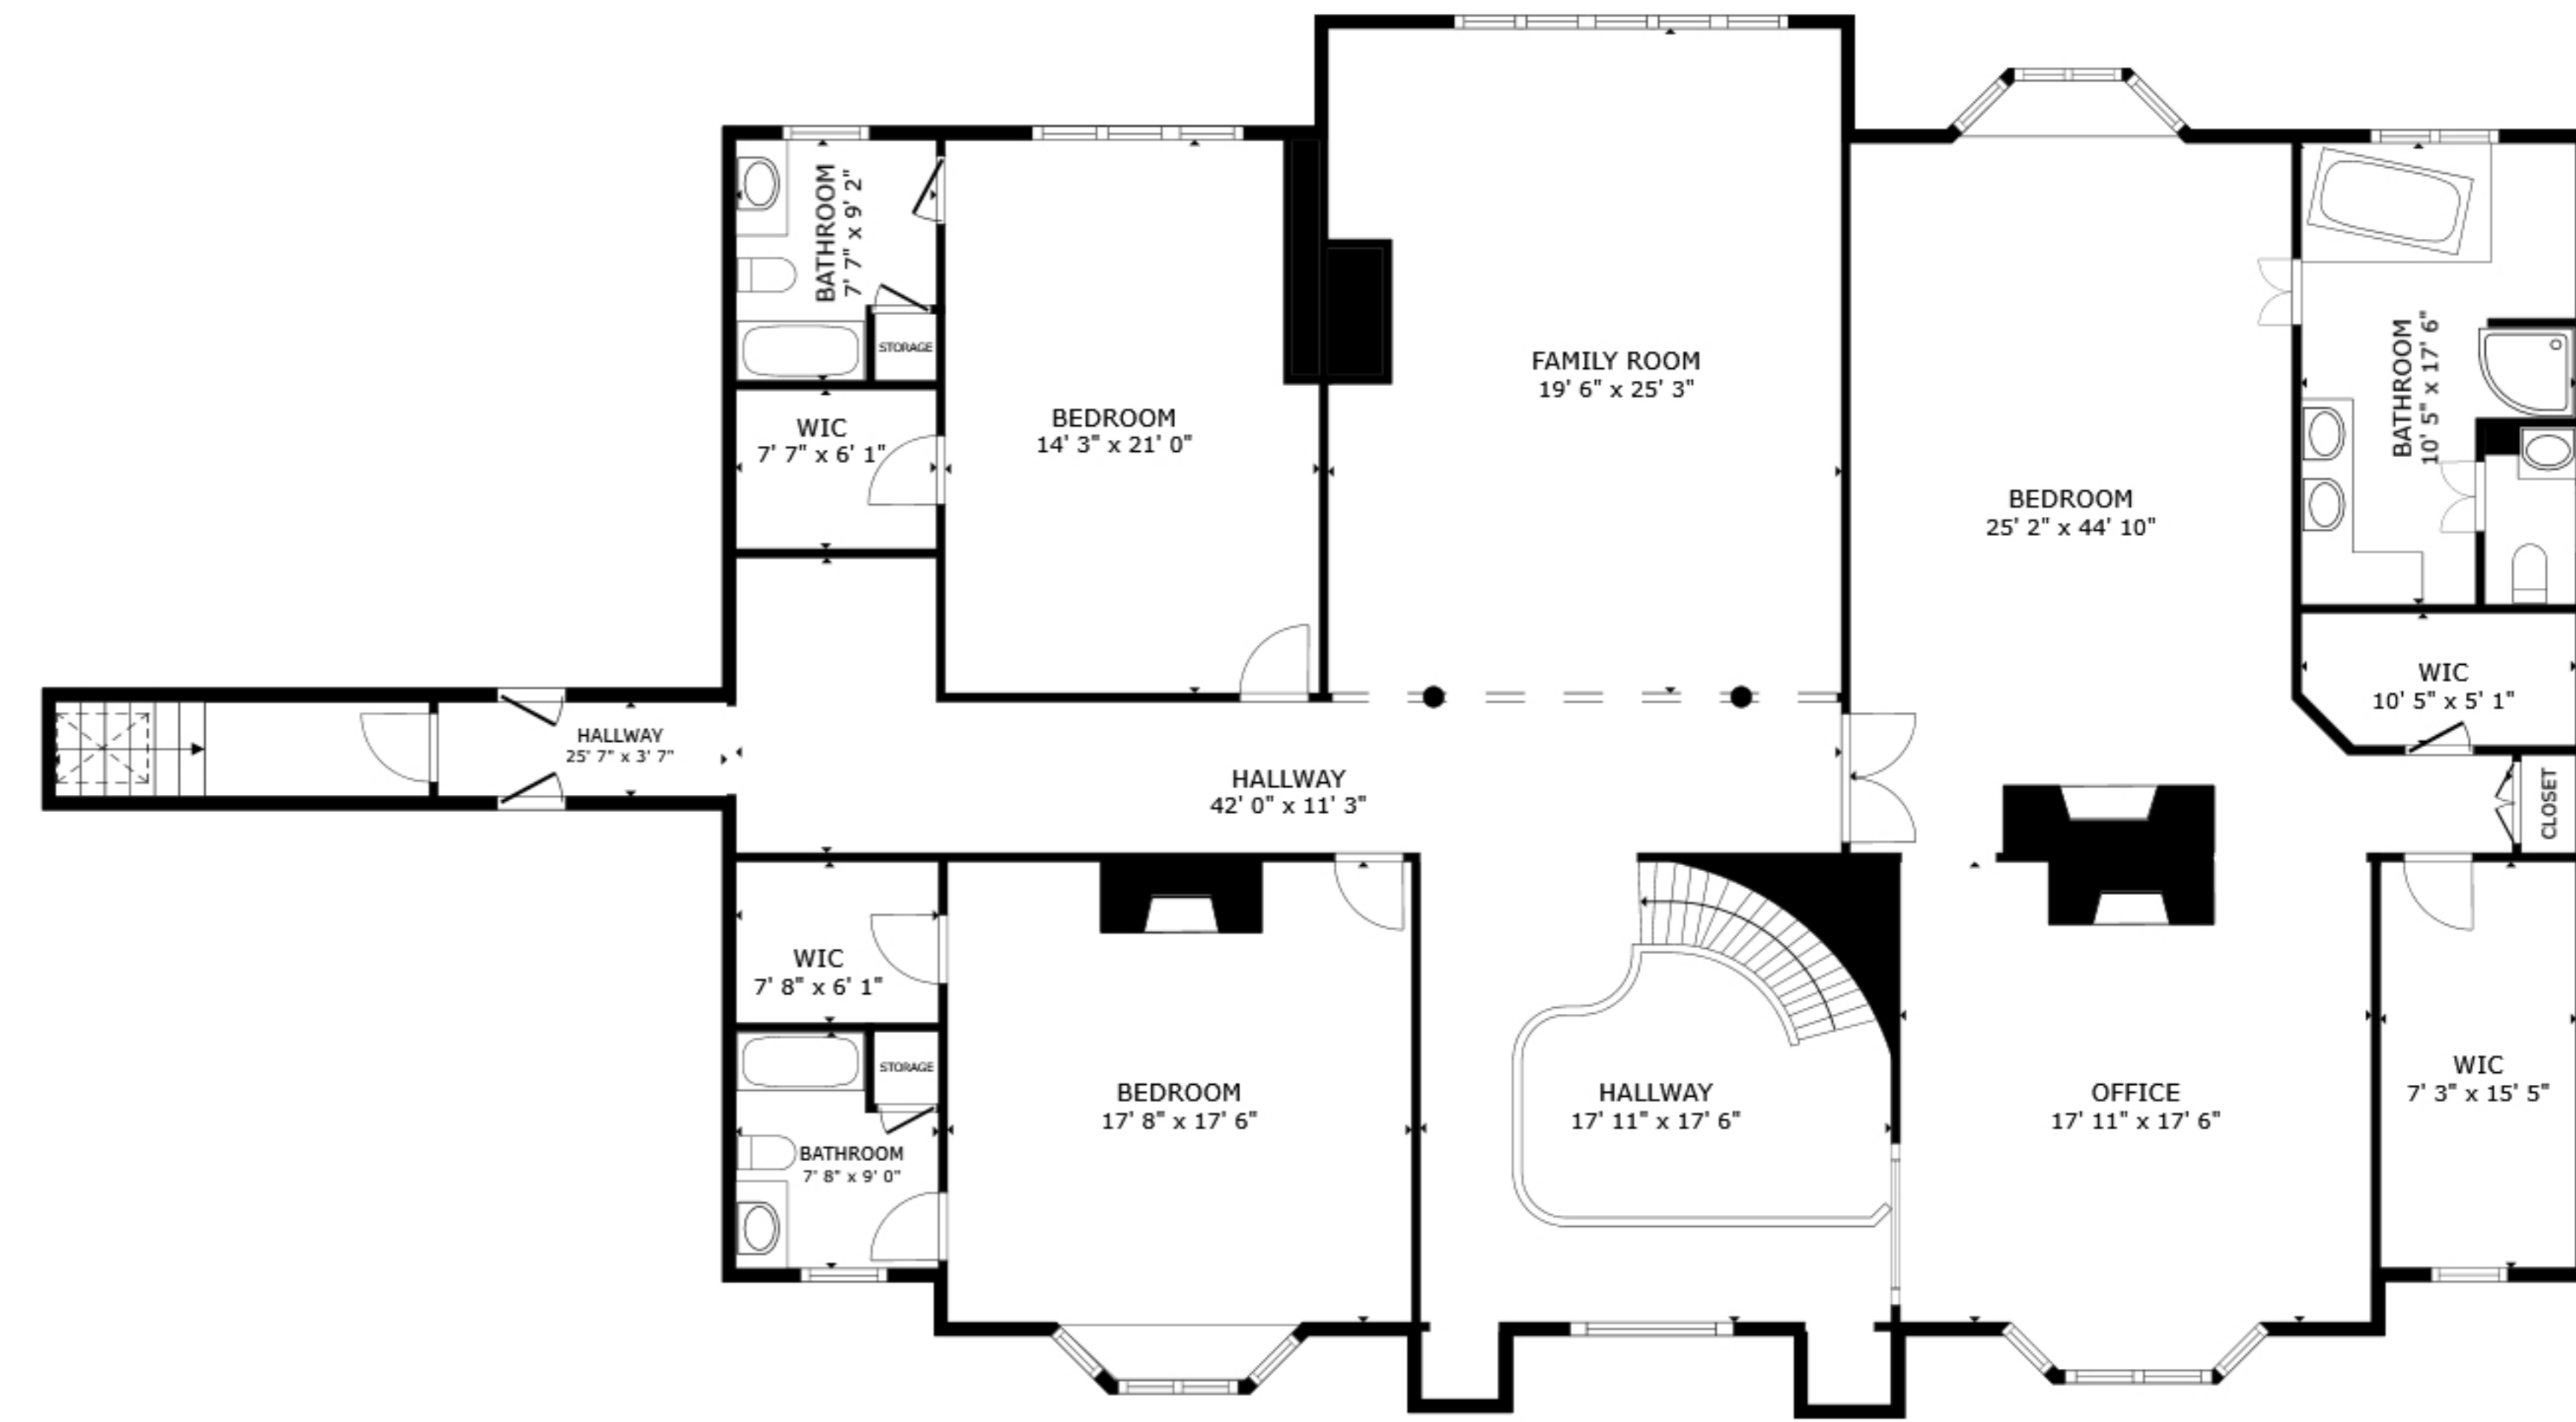 BATHROOM
7' 7" x 9' 2"
STORAGE
WIC
7' 7" x 6' 1"
BEDROOM
14' 3" x 21' 0"
FAMILY ROOM
19' 6" x 25' 3"
BEDROOM
25' 2" x 44' 10"
BATHROOM
10' 5" x 17' 6"
WIC
10' 5" x 5' 1"
CLOSET
HALLWAY
25' 7" x 3' 7"
HALLWAY
42' 0" x 11' 3"
WIC
7' 8" x 6' 1"
STORAGE
BATHROOM
7' 8" x 9' 0"
BEDROOM
17' 8" x 17' 6"
HALLWAY
17' 11" x 17' 6"
OFFICE
17' 11" x 17' 6"
WIC
7' 3" x 15' 5"